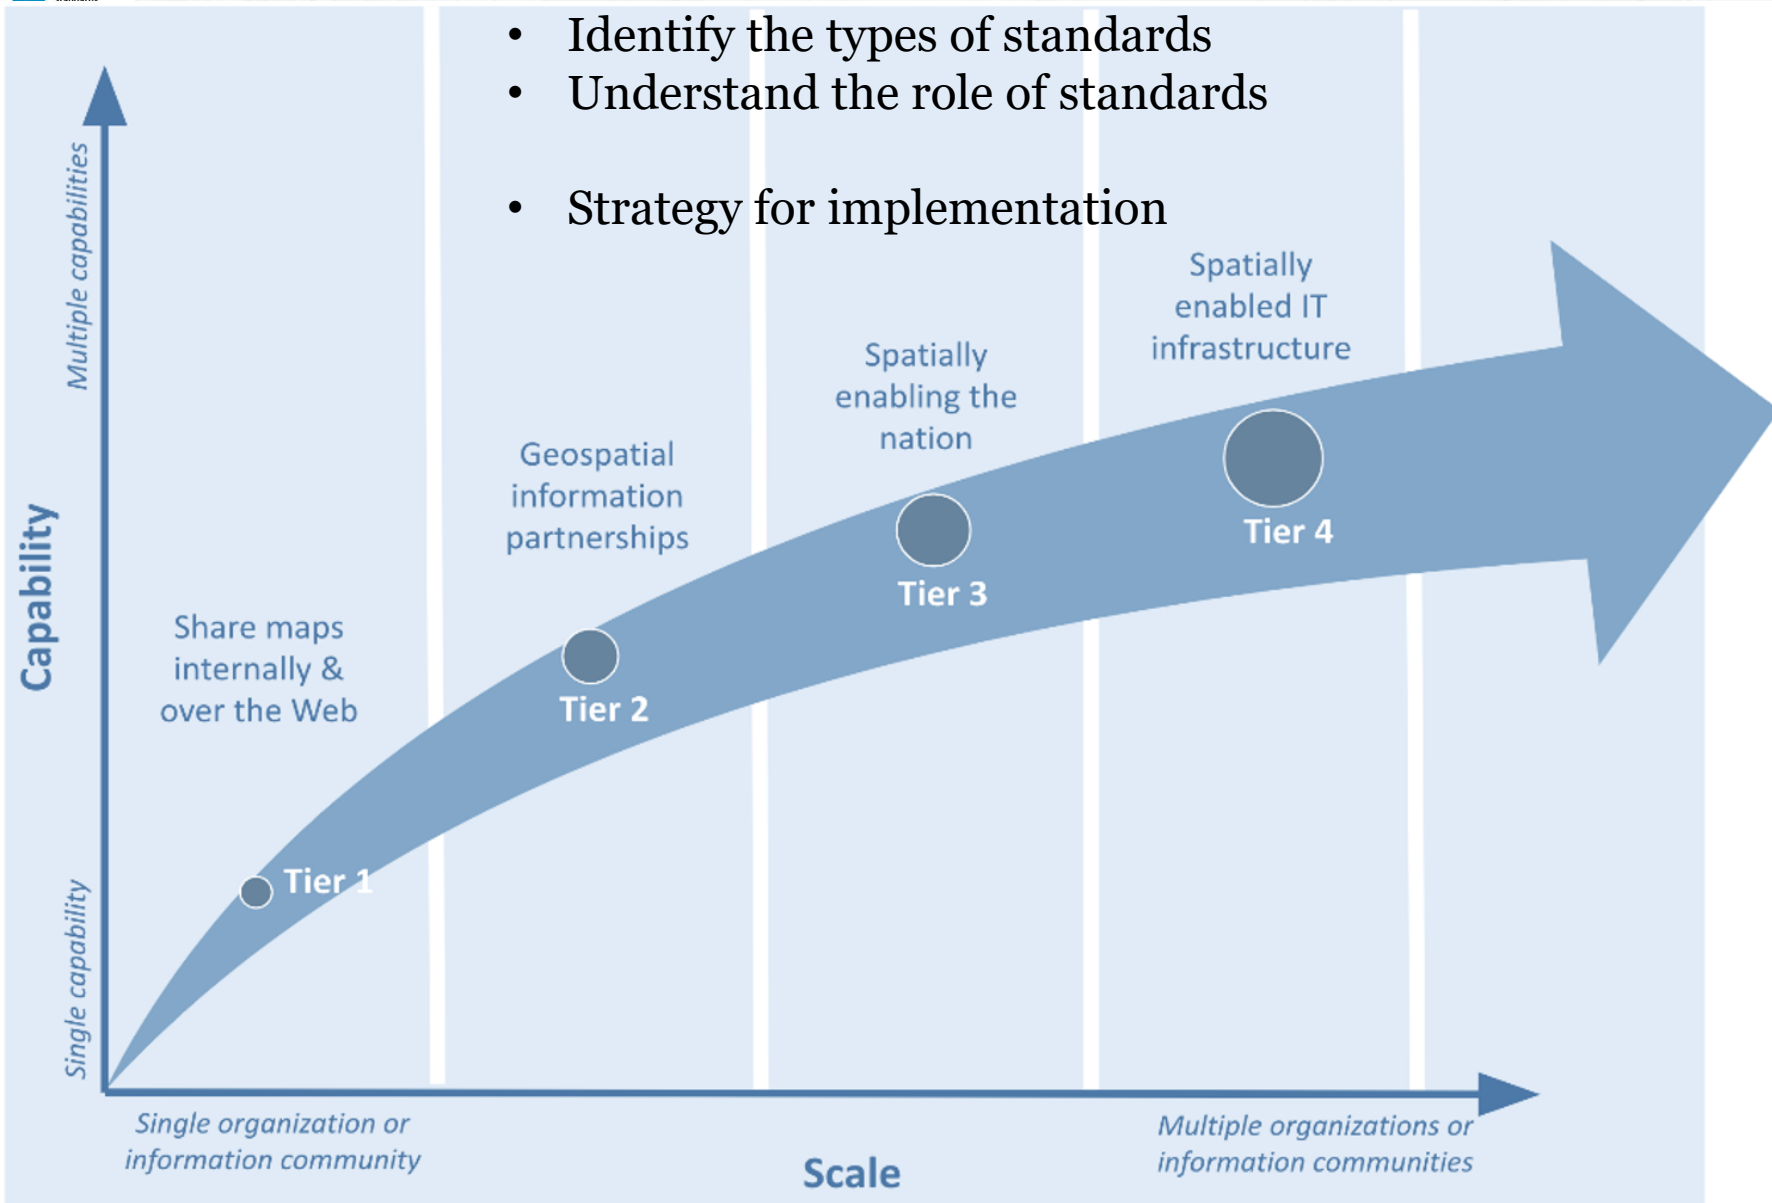 • Identify the types of standards
• Understand the role of standards
• Strategy for implementation
Multiple capabilities
Capability
Single capability
Share maps
internally &
over the Web
Tier 1
Geospatial
information
partnerships
Tier 2
Spatially
enabling the
nation
Tier 3
Spatially
enabled IT
infrastructure
Tier 4
Single organization or
information community
Scale
Multiple organizations or
information communities